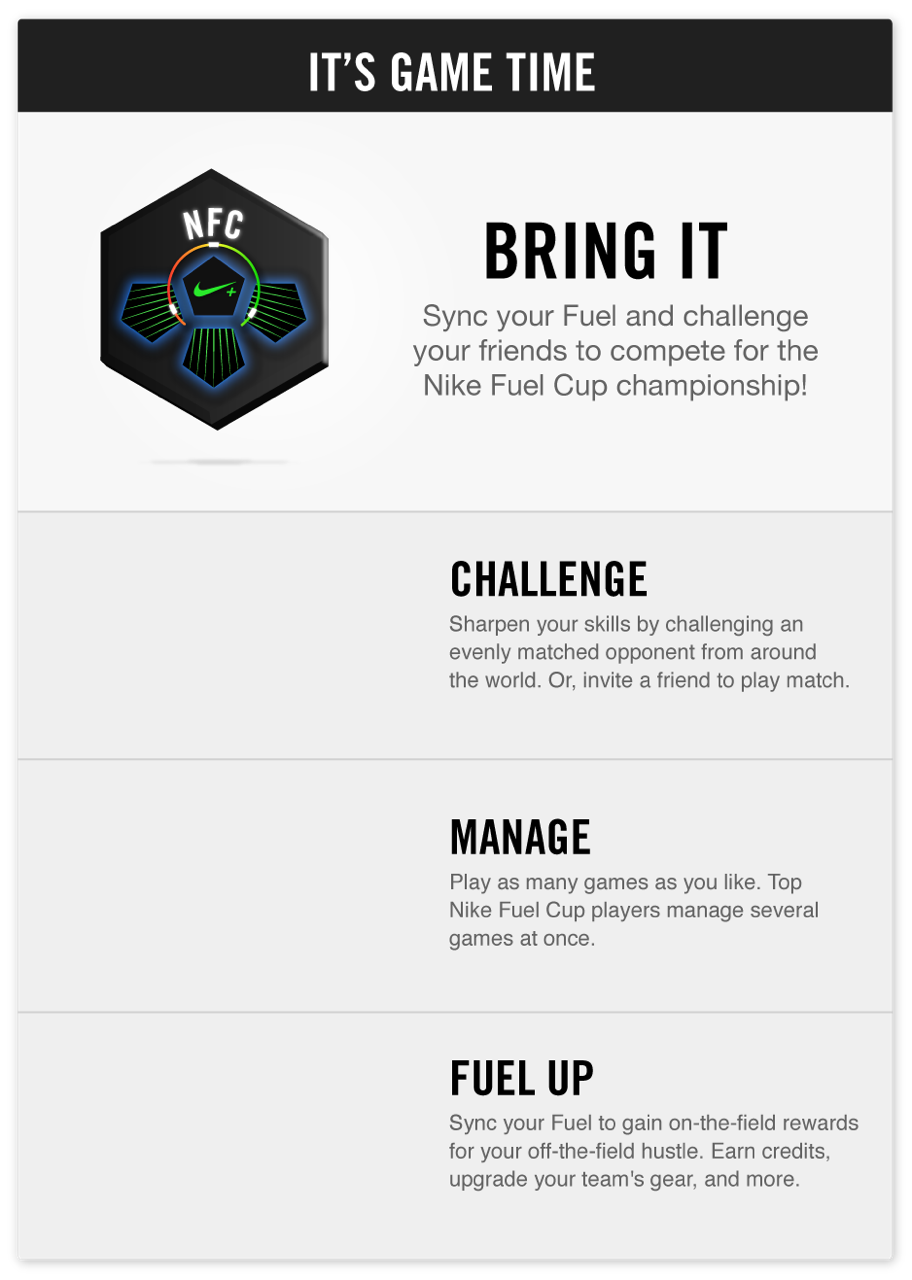 IT’S GAME TIME
NFC
BRING IT
Sync your Fuel and challenge
your friends to compete for the
Nike Fuel Cup championship!
CHALLENGE
Sharpen your skills by challenging an
evenly matched opponent from around
the world. Or, invite a friend to play match.
MANAGE
Play as many games as you like. Top
Nike Fuel Cup players manage several
games at once.
FUEL UP
Sync your Fuel to gain on-the-field rewards
for your off-the-field hustle. Earn credits,
upgrade your team's gear, and more.